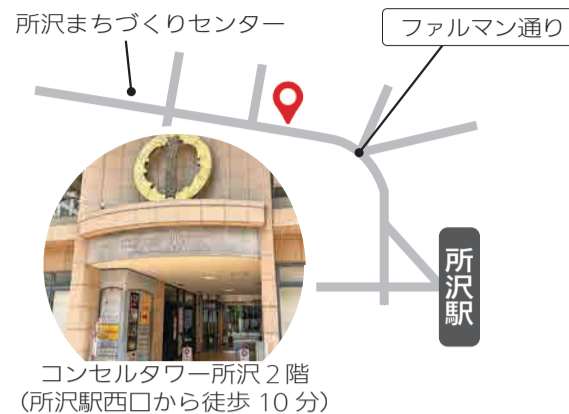 所沢まちづくりセンター
ファルマン通り
所沢駅
コンセルタワー所沢２階
（所沢駅西口から徒歩 10 分）